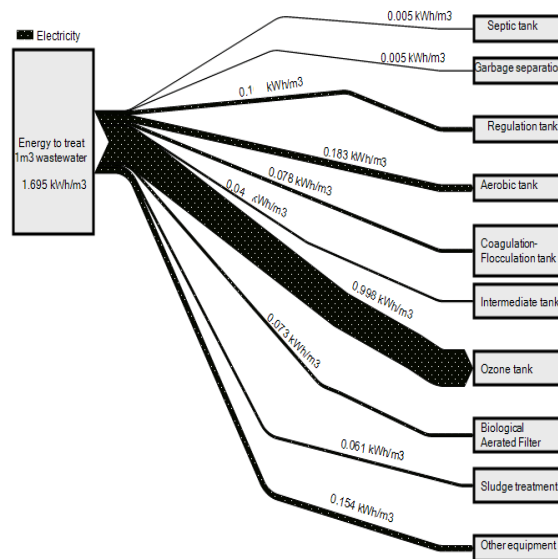 Electricity
Energy to treat
1m3 wastewater
1.695 kWh/m3
0.005 kWh/m3
Septic tank
0.005 kWh/m3
Garbage separation
0.1 kWh/m3
Regulation tank
0.183 kWh/m3
Aerobic tank
0.078 kWh/m3
Coagulation-
Flocculation tank
0.04 kWh/m3
Intermediate tank
0.998 kWh/m3
Ozone tank
0.073 kWh/m3
Biological
Aerated Filter
0.061 kWh/m3
Sludge treatment
0.154 kWh/m3
Other equipment